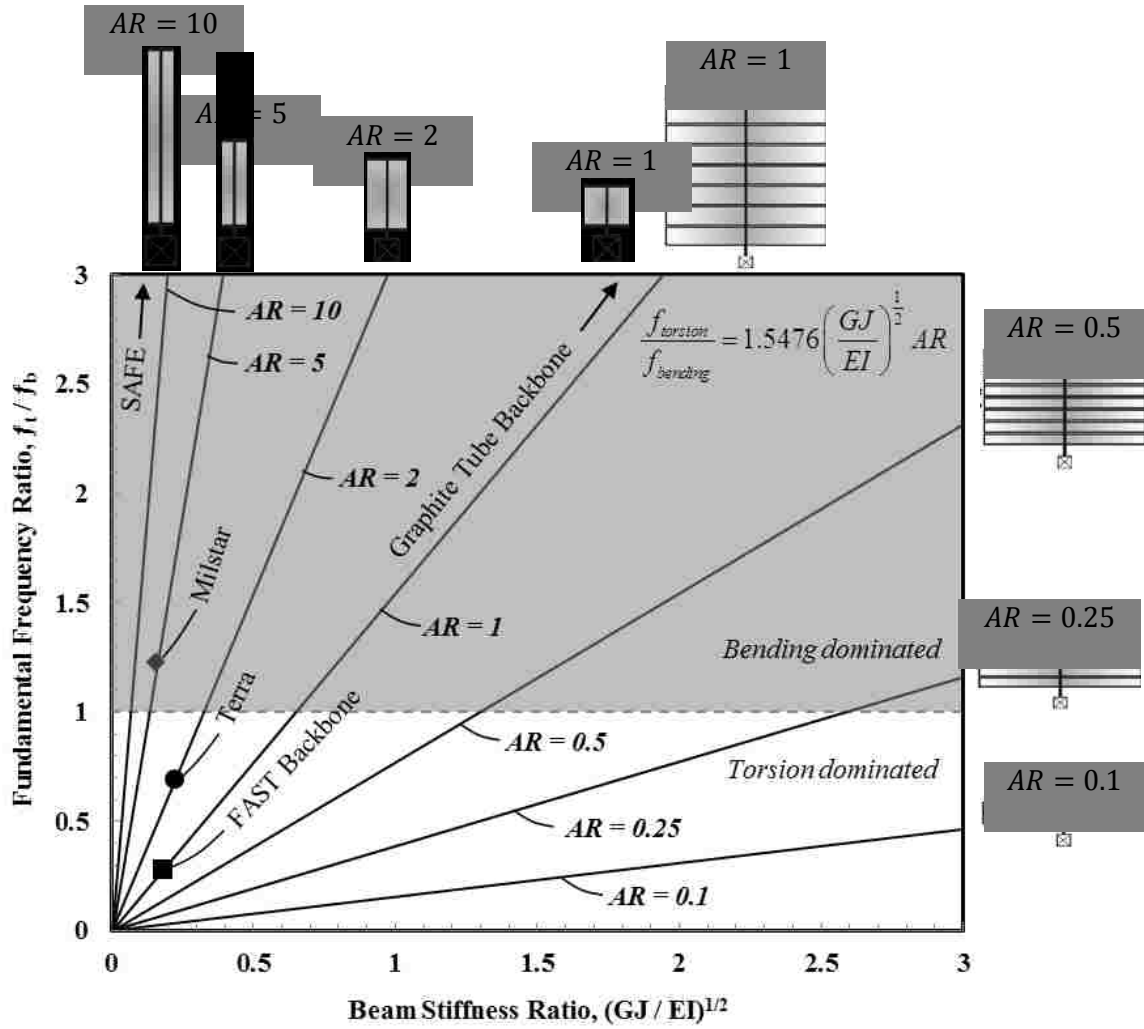 AR = 10
AR = 1
A = 5
AR = 2
AR = 1
3
SAFE
AR = 10
f_torsion / f_bending = 1.5476 (GJ / EI)^1/2 AR
AR = 0.5
AR = 5
2.5
Graphite Tube Backbone
AR = 2
2
Milstar
1.5
AR = 1
AR = 0.25
Bending dominated
1
Terra
FAST Backbone
AR = 0.5
Torsion dominated
AR = 0.1
0.5
AR = 0.25
AR = 0.1
0
0
0.5
1
1.5
2
2.5
3
Fundamental Frequency Ratio, f_t / f_b
Beam Stiffness Ratio, (GJ / EI)^1/2